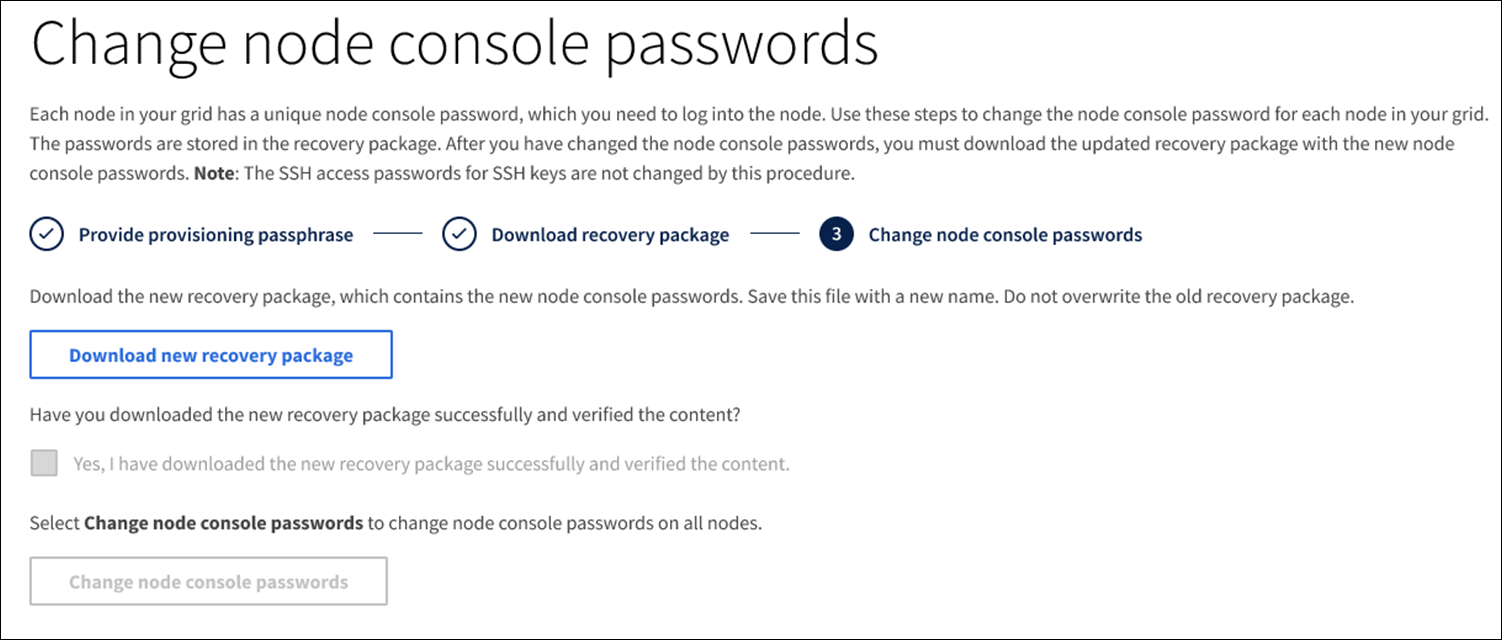 Change node console passwords
Each node in your grid has a unique node console password, which you need to log into the node. Use these steps to change the node console password for each node in your grid.
The passwords are stored in the recovery package. After you have changed the node console passwords, you must download the updated recovery package with the new node
console passwords. Note: The SSH access passwords for SSH keys are not changed by this procedure.
Provide provisioning passphrase Download recovery package 3 Change node console passwords
Download the new recovery package, which contains the new node console passwords. Save this file with a new name. Do not overwrite the old recovery package.
Download new recovery package
Have you downloaded the new recovery package successfully and verified the content?
Yes, I have downloaded the new recovery package successfully and verified the content.
Select Change node console passwords to change node console passwords on all nodes.
Change node console passwords